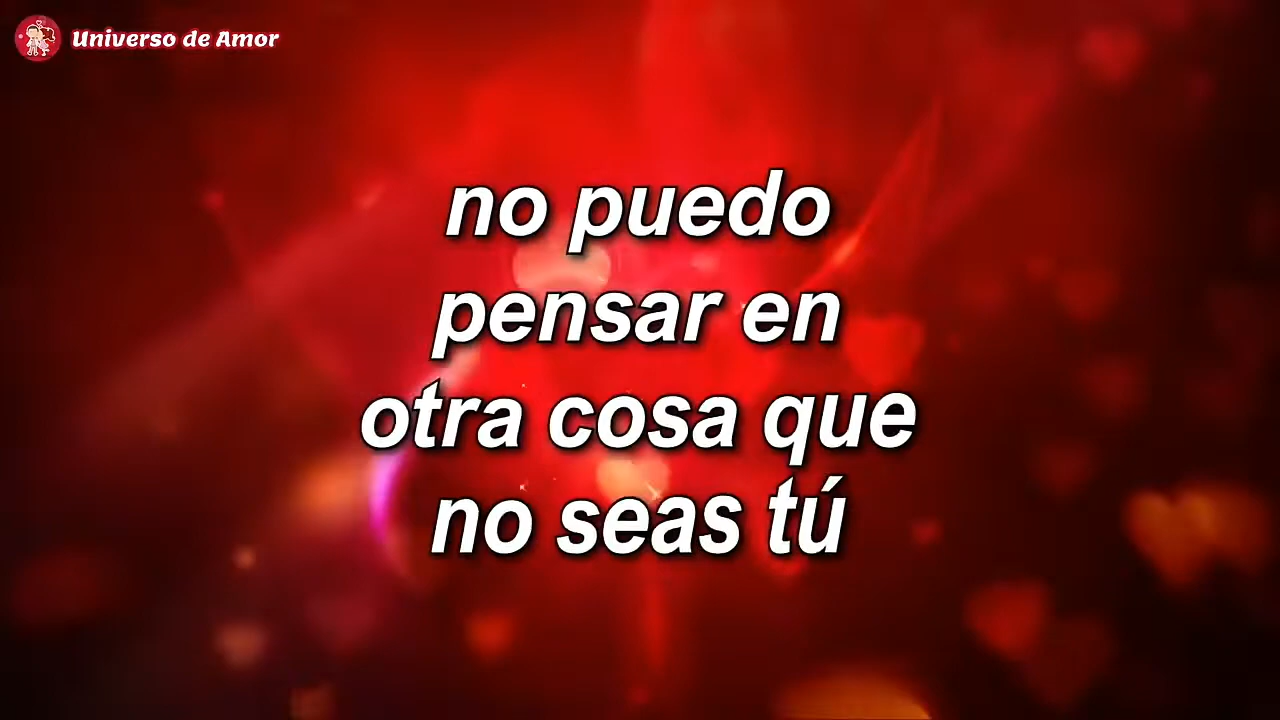 Universo de Amor
no puedo
pensar en
otra cosa que
no seas tú